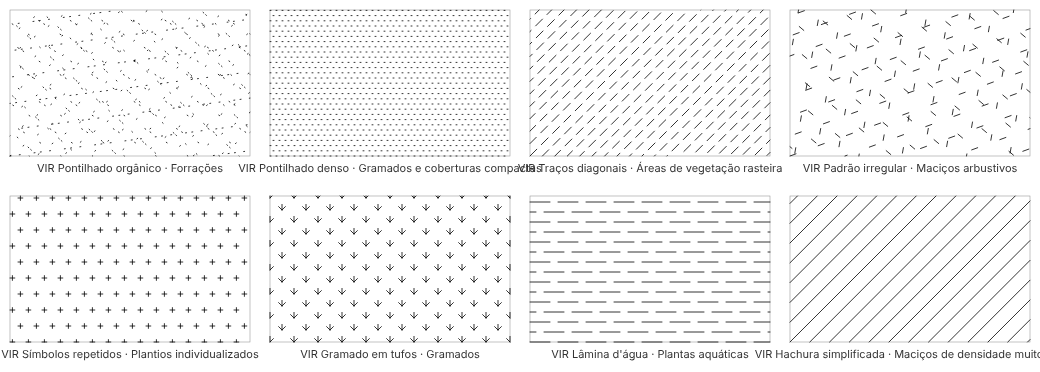 VIR Pontilhado orgânico · Forrações
VIR Pontilhado denso · Gramados e coberturas compactas
VIR Traços diagonais · Áreas de vegetação rasteira
VIR Padrão irregular · Maciços arbustivos
VIR Símbolos repetidos · Plantios individualizados
VIR Gramado em tufos · Gramados
VIR Lâmina d'água · Plantas aquáticas
VIR Hachura simplificada · Maciços de densidade muito